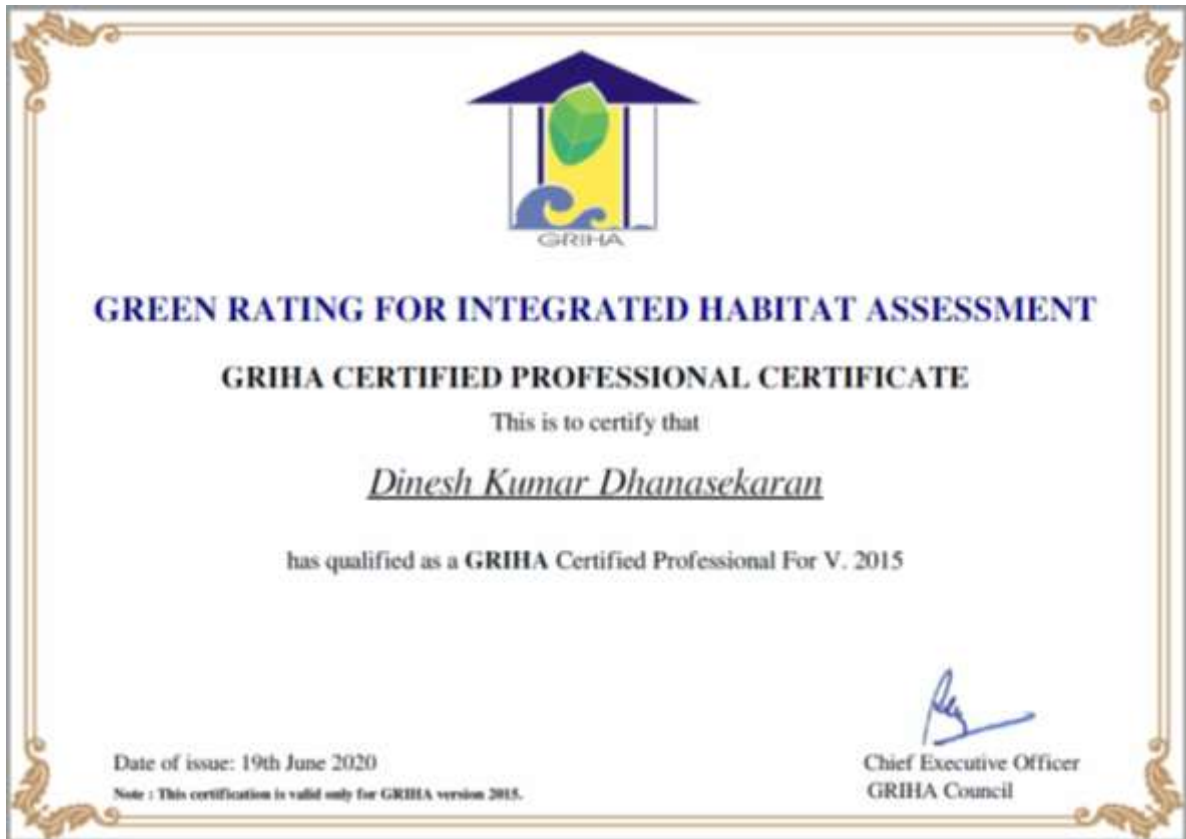 GRIHA
GREEN RATING FOR INTEGRATED HABITAT ASSESSMENT
GRIHA CERTIFIED PROFESSIONAL CERTIFICATE
This is to certify that
Dinesh Kumar Dhanasekaran
has qualified as a GRIHA Certified Professional For V. 2015
Date of issue: 19th June 2020
Note : This certification is valid only for GRIHA version 2015.
Chief Executive Officer
GRIHA Council